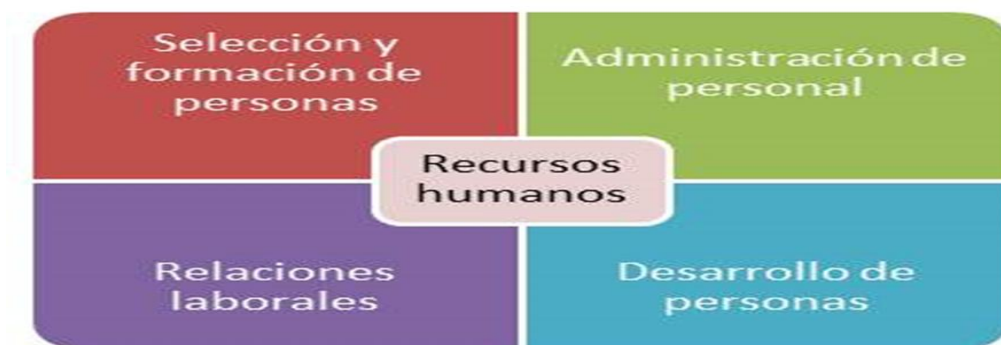 Selección y
formación de
personas
Administración de
personal
Recursos
humanos
Relaciones
laborales
Desarrollo de
personas